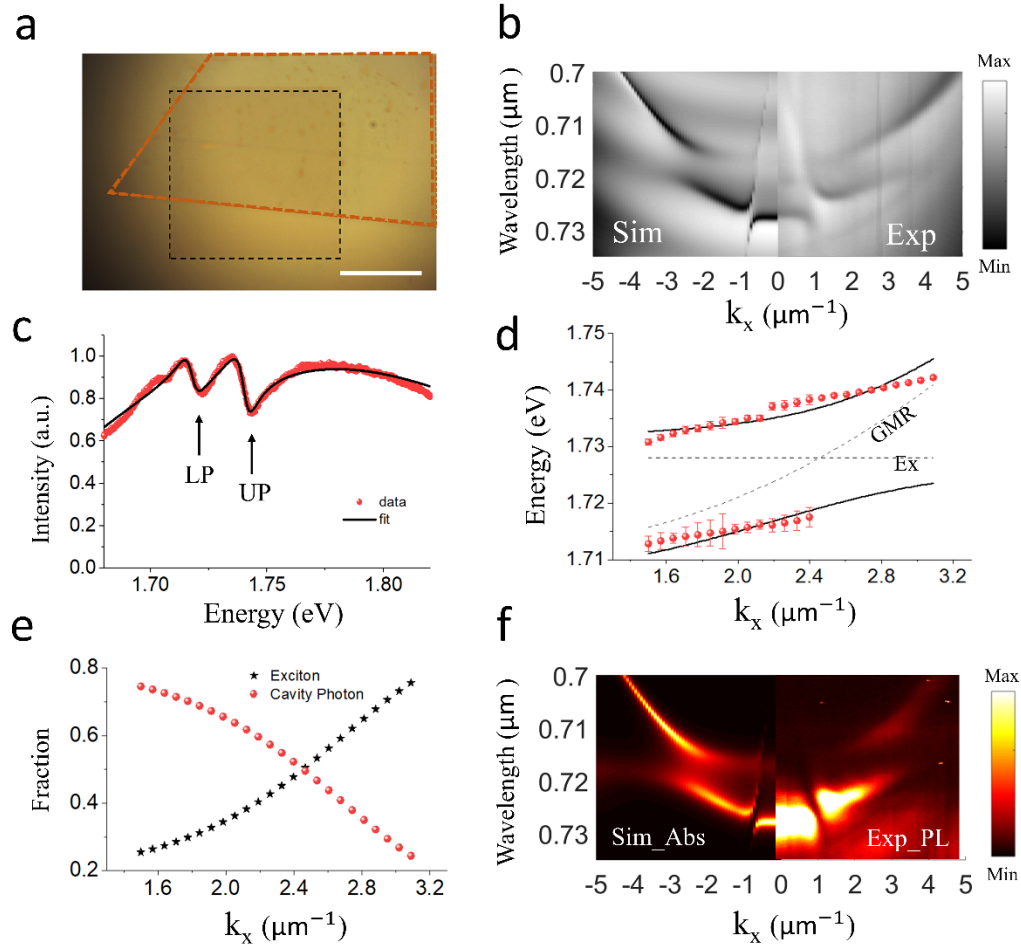 a
b
Wavelength (μm)
0.7
0.71
0.72
0.73
Sim
Exp
-5 -4 -3 -2 -1 0 1 2 3 4 5
kₓ (μm⁻¹)
Max
Min
c
Intensity (a.u.)
1.0
0.8
0.6
0.4
0.2
0.0
LP
UP
data
fit
1.70 1.75 1.80
Energy (eV)
d
Energy (eV)
1.75
1.74
1.73
1.72
1.71
GMR
Ex
1.6 2.0 2.4 2.8 3.2
kₓ (μm⁻¹)
e
Fraction
0.8
0.6
0.4
0.2
Exciton
Cavity Photon
1.6 2.0 2.4 2.8 3.2
kₓ (μm⁻¹)
f
Wavelength (μm)
0.7
0.71
0.72
0.73
Sim_Abs
Exp_PL
-5 -4 -3 -2 -1 0 1 2 3 4 5
kₓ (μm⁻¹)
Max
Min